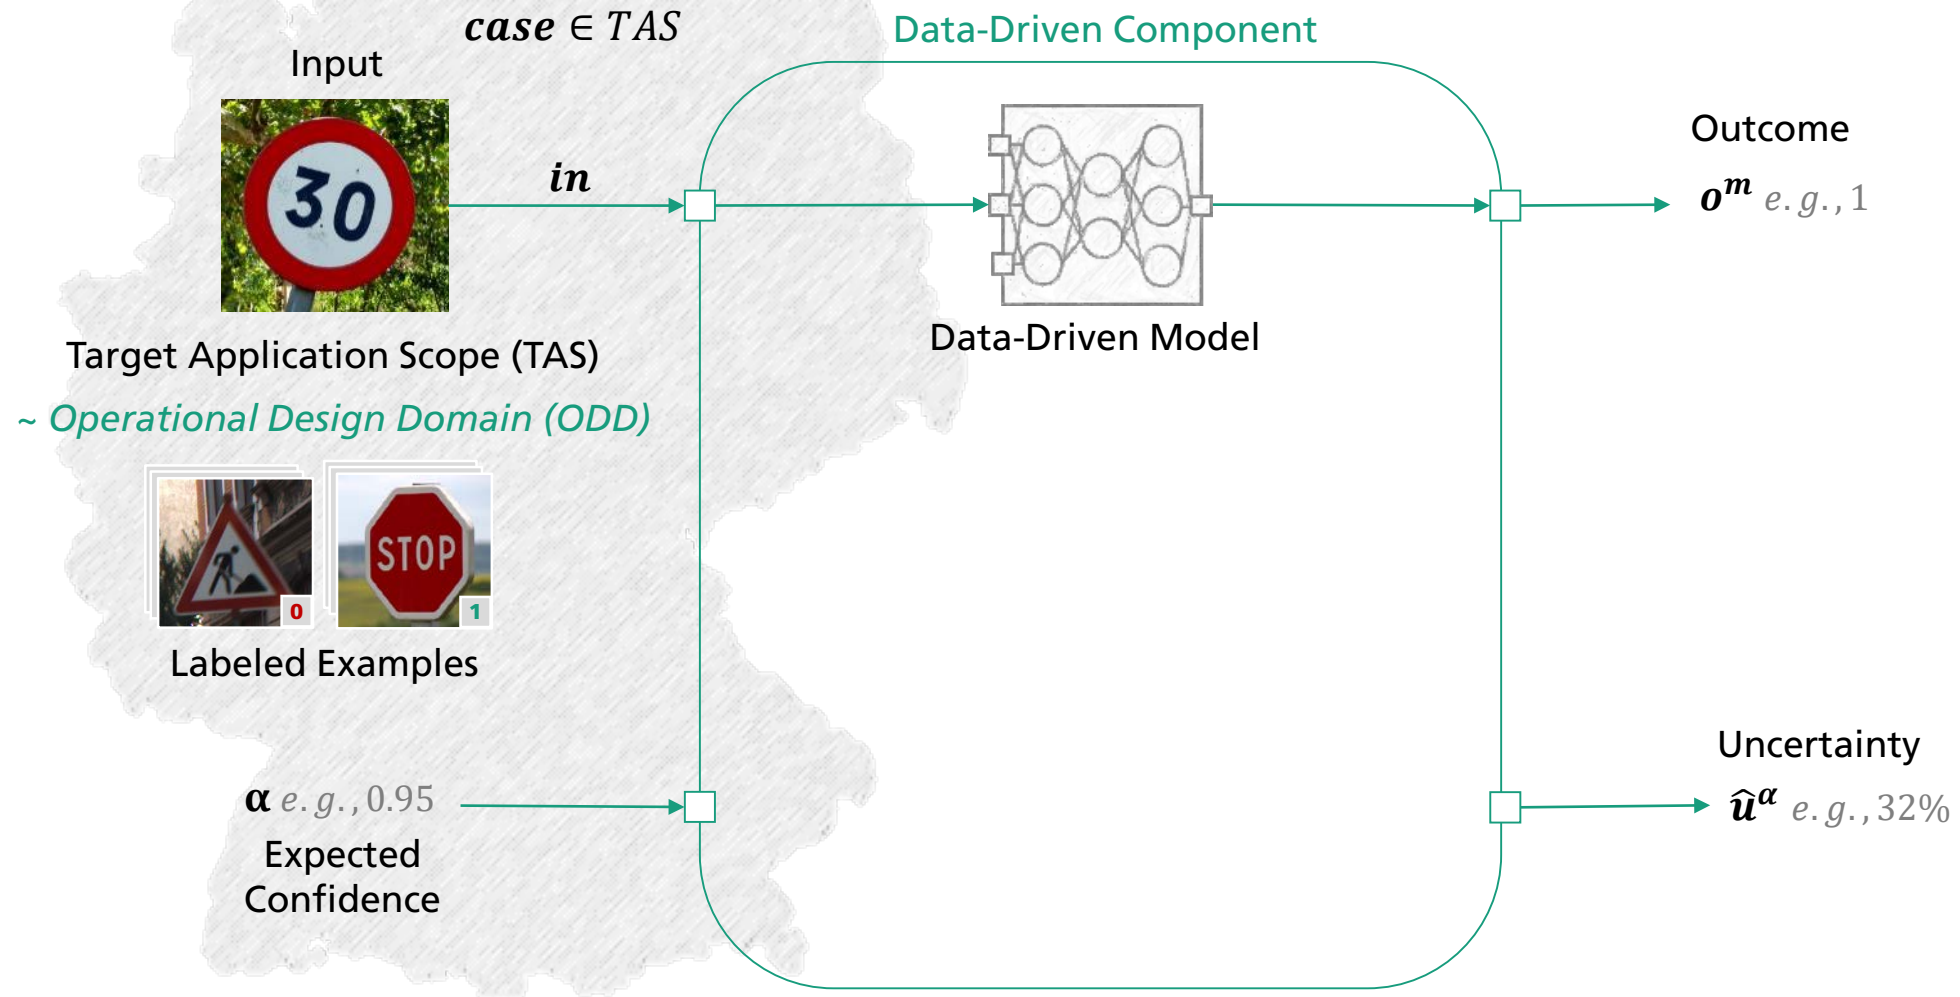 case ∈ TAS
Data-Driven Component
Input
30
in
Outcome
oᵐ e.g., 1
Target Application Scope (TAS)
Data-Driven Model
~ Operational Design Domain (ODD)
STOP
0
1
Labeled Examples
Uncertainty
α e.g., 0.95
û^α e.g., 32%
Expected
Confidence